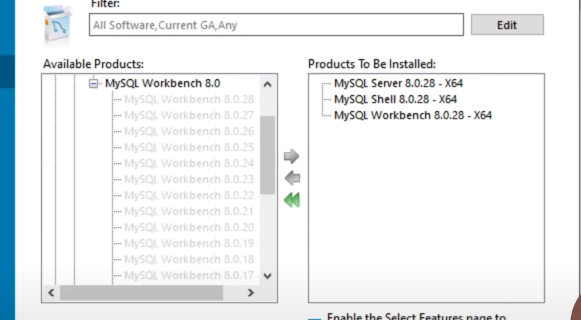 Filter:
All Software,Current GA,Any
Edit
Available Products:
MySQL Workbench 8.0
MySQL Workbench 8.0.28
MySQL Workbench 8.0.27
MySQL Workbench 8.0.26
MySQL Workbench 8.0.25
MySQL Workbench 8.0.24
MySQL Workbench 8.0.23
MySQL Workbench 8.0.22
MySQL Workbench 8.0.21
MySQL Workbench 8.0.20
MySQL Workbench 8.0.19
MySQL Workbench 8.0.18
MySQL Workbench 8.0.17
Products To Be Installed:
MySQL Server 8.0.28 - X64
MySQL Shell 8.0.28 - X64
MySQL Workbench 8.0.28 - X64
Enable the Select Features page to